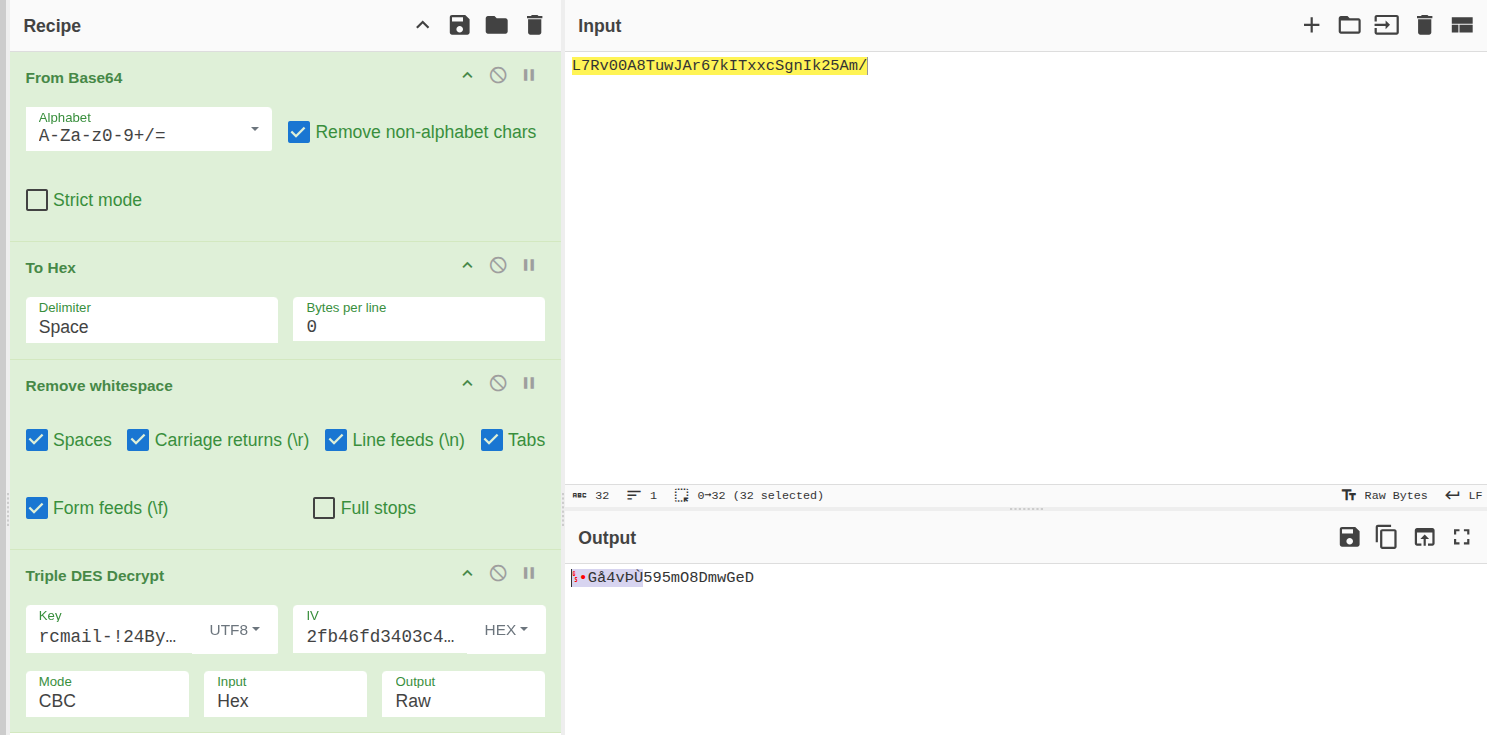 Recipe
From Base64
Alphabet
A-Za-z0-9+/=
Remove non-alphabet chars
Strict mode
To Hex
Delimiter
Space
Bytes per line
0
Remove whitespace
Spaces
Carriage returns (\r)
Line feeds (\n)
Tabs
Form feeds (\f)
Full stops
Triple DES Decrypt
Key
rcmail-!24By…
UTF8
IV
2fb46fd3403c4…
HEX
Mode
CBC
Input
Hex
Output
Raw
Input
L7Rv00A8TuwJAr67kITxxcSgnIk25Am/
ABC 32
1
0→32 (32 selected)
Raw Bytes
LF
Output
•Gå4vÞÙ595mO8DmwGeD